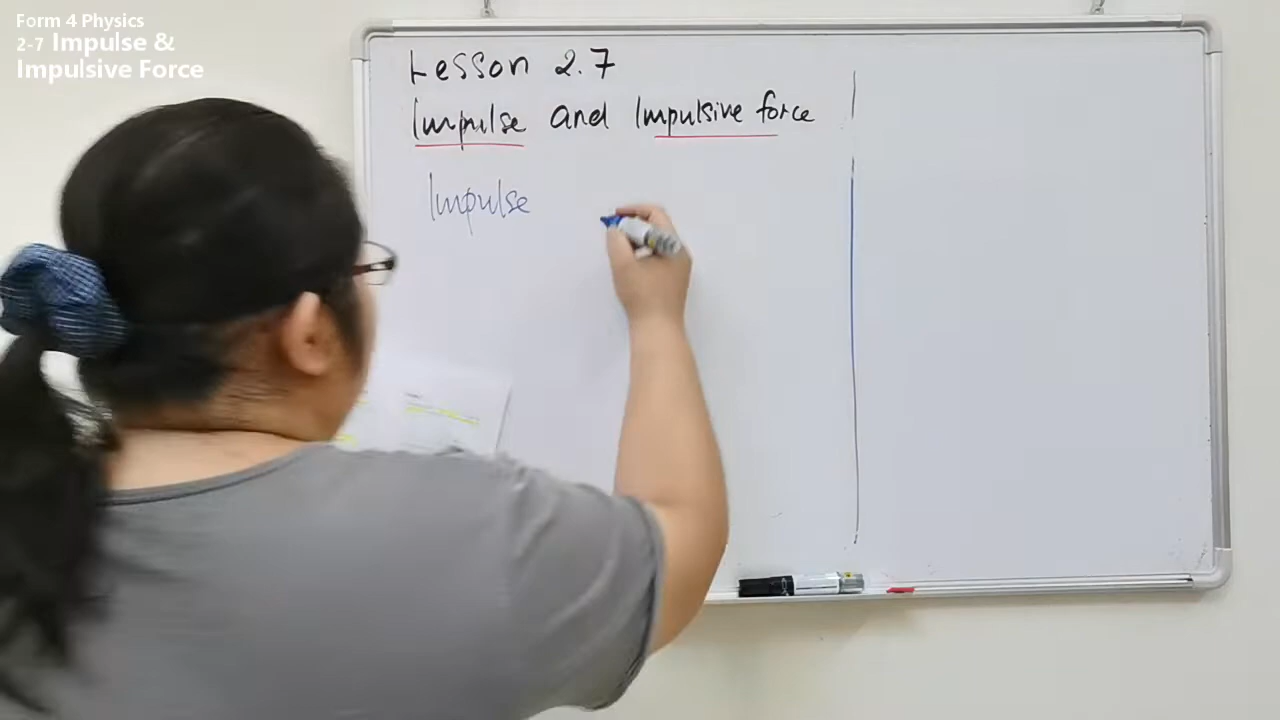 Form 4 Physics
2-7 Impulse &
Impulsive Force
Lesson 2.7
Impulse and Impulsive force
Impulse